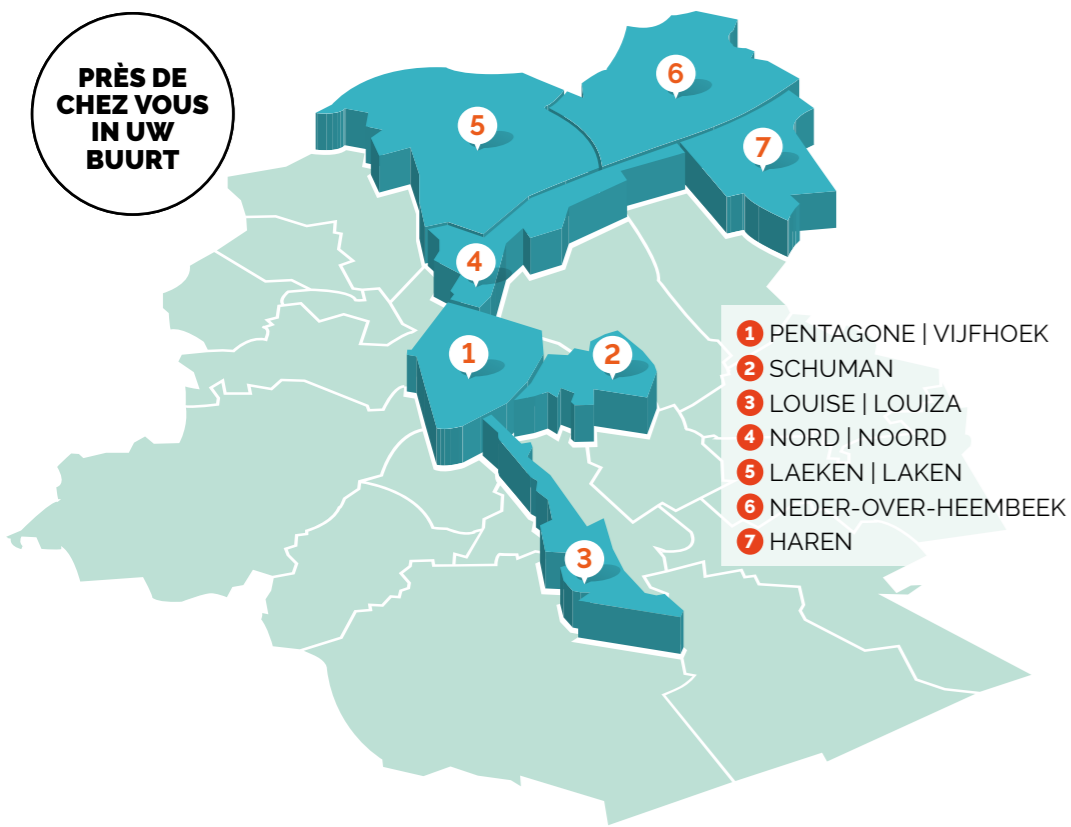 PRÈS DE
CHEZ VOUS
IN UW
BUURT
6
5
7
4
1
2
3
1 PENTAGONE | VIJFHOEK
2 SCHUMAN
3 LOUISE | LOUIZA
4 NORD | NOORD
5 LAEKEN | LAKEN
6 NEDER-OVER-HEEMBEEK
7 HAREN